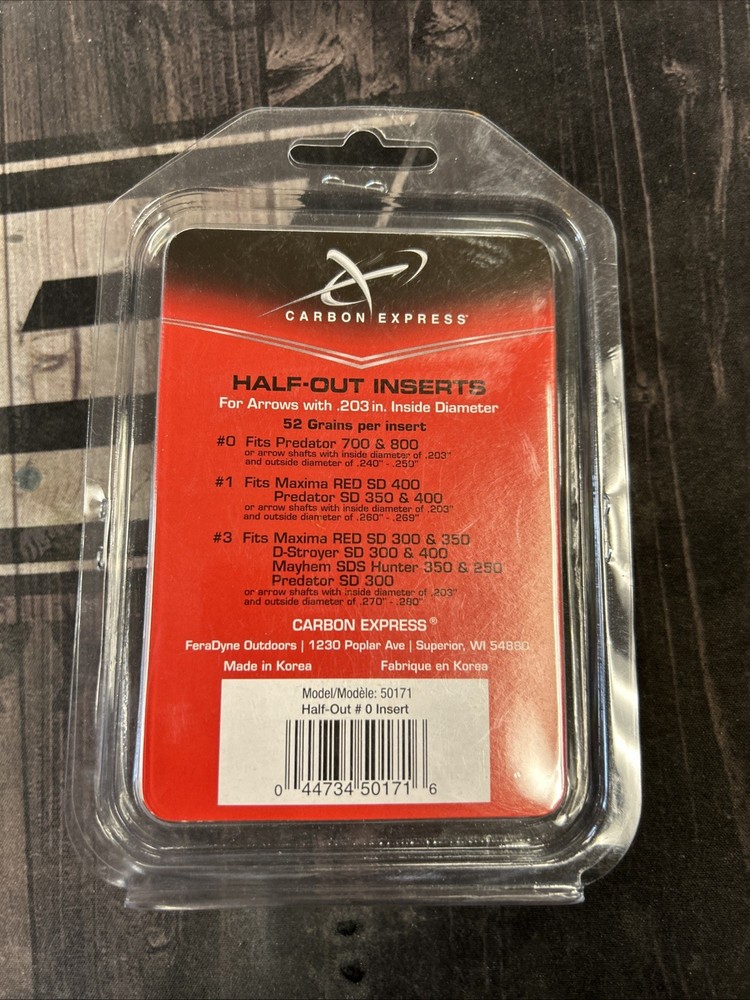 CARBON EXPRESS®
HALF-OUT INSERTS
For Arrows with .203 in. Inside Diameter
52 Grains per insert
#0 Fits Predator 700 & 800
or arrow shafts with inside diameter of .203"
and outside diameter of .240" - .259"
#1 Fits Maxima RED SD 400
Predator SD 350 & 400
or arrow shafts with inside diameter of .203"
and outside diameter of .260" - .269"
#3 Fits Maxima RED SD 300 & 350
D-Stroyer SD 300 & 400
Mayhem SDS Hunter 350 & 250
Predator SD 300
or arrow shafts with inside diameter of .203"
and outside diameter of .270" - .280"
CARBON EXPRESS®
FeraDyne Outdoors | 1230 Poplar Ave | Superior, WI 54880
Made in Korea Fabrique en Korea
Model/Modèle: 50171
Half-Out # 0 Insert
0 44734 50171 6